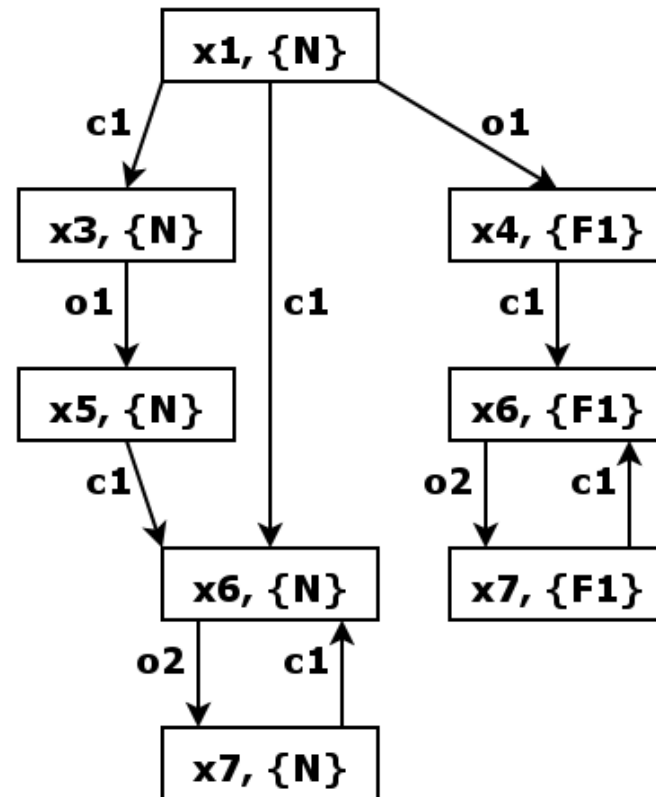 x1, {N}
c1
o1
x3, {N}
x4, {F1}
o1
c1
c1
x5, {N}
x6, {F1}
c1
o2
c1
x6, {N}
x7, {F1}
o2
c1
x7, {N}